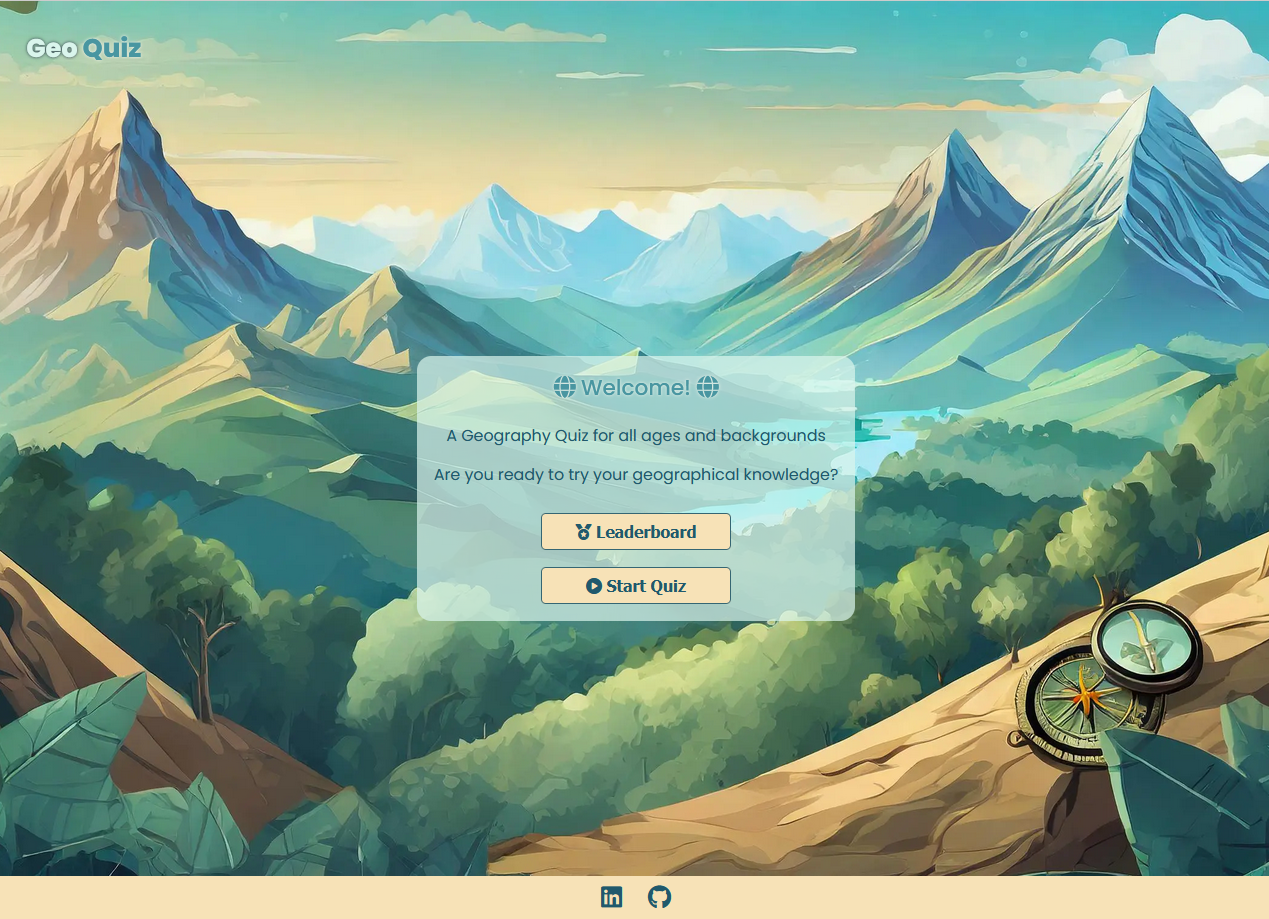 Geo Quiz
Welcome!
A Geography Quiz for all ages and backgrounds
Are you ready to try your geographical knowledge?
Leaderboard
Start Quiz
in